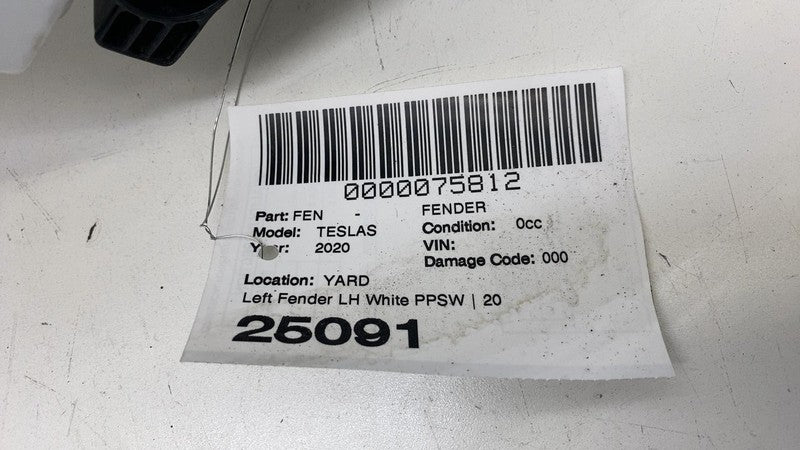 0000075812
Part: FEN - FENDER
Model: TESLAS Condition: 0cc
Year: 2020 VIN:
Damage Code: 000
Location: YARD
Left Fender LH White PPSW | 20
25091